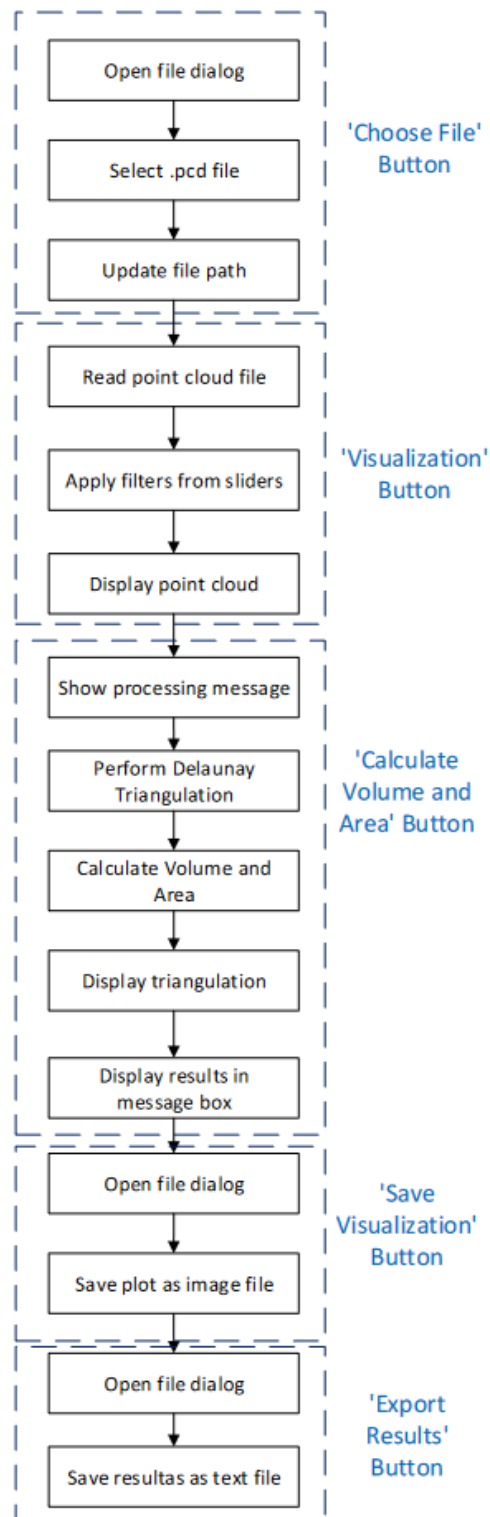 Open file dialog
Select .pcd file
Update file path
'Choose File'
Button
Read point cloud file
Apply filters from sliders
Display point cloud
'Visualization'
Button
Show processing message
Perform Delaunay
Triangulation
Calculate Volume and
Area
Display triangulation
Display results in
message box
'Calculate
Volume and
Area' Button
Open file dialog
Save plot as image file
'Save
Visualization'
Button
Open file dialog
Save resultas as text file
'Export
Results'
Button